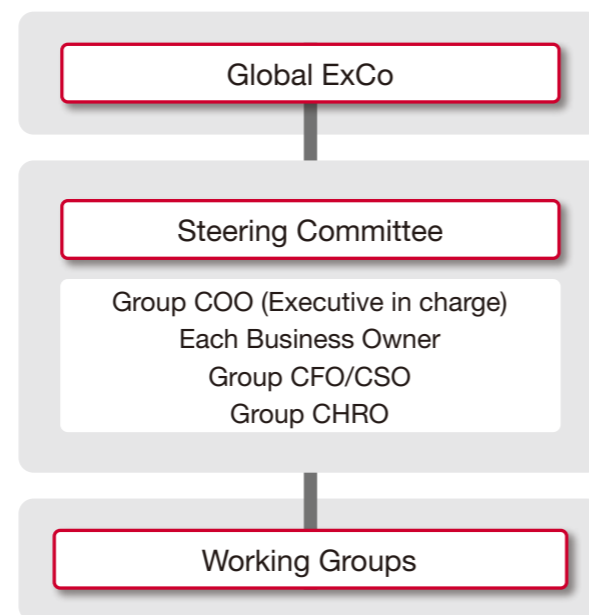 Global ExCo
Steering Committee
Group COO (Executive in charge)
Each Business Owner
Group CFO/CSO
Group CHRO
Working Groups